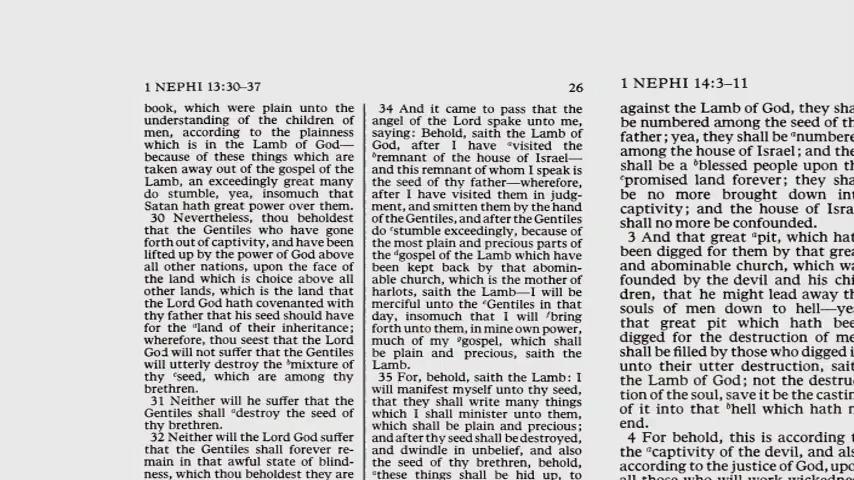 1 NEPHI 13:30–37
26
book, which were plain unto the
understanding of the children of
men, according to the plainness
which is in the Lamb of God—
because of these things which are
taken away out of the gospel of the
Lamb, an exceedingly great many
do stumble, yea, insomuch that
Satan hath great power over them.
30 Nevertheless, thou beholdest
that the Gentiles who have gone
forth out of captivity, and have been
lifted up by the power of God above
all other nations, upon the face of
the land which is choice above all
other lands, which is the land that
the Lord God hath covenanted with
thy father that his seed should have
for the ᵃland of their inheritance;
wherefore, thou seest that the Lord
God will not suffer that the Gentiles
will utterly destroy the ᵇmixture of
thy ᶜseed, which are among thy
brethren.
31 Neither will he suffer that the
Gentiles shall ᵃdestroy the seed of
thy brethren.
32 Neither will the Lord God suffer
that the Gentiles shall forever re-
main in that awful state of blind-
ness, which thou beholdest they are
34 And it came to pass that the
angel of the Lord spake unto me,
saying: Behold, saith the Lamb of
God, after I have ᵃvisited the
ᵇremnant of the house of Israel—
and this remnant of whom I speak is
the seed of thy father—wherefore,
after I have visited them in judg-
ment, and smitten them by the hand
of the Gentiles, and after the Gentiles
do ᶜstumble exceedingly, because of
the most plain and precious parts of
the ᵈgospel of the Lamb which have
been kept back by that abomin-
able church, which is the mother of
harlots, saith the Lamb—I will be
merciful unto the ᵉGentiles in that
day, insomuch that I will ᶠbring
forth unto them, in mine own power,
much of my ᵍgospel, which shall
be plain and precious, saith the
Lamb.
35 For, behold, saith the Lamb: I
will manifest myself unto thy seed,
that they shall write many things
which I shall minister unto them,
which shall be plain and precious;
and after thy seed shall be destroyed,
and dwindle in unbelief, and also
the seed of thy brethren, behold,
ᵃthese things shall be hid up, to
1 NEPHI 14:3–11
against the Lamb of God, they sha
be numbered among the seed of th
father; yea, they shall be ᵃnumbere
among the house of Israel; and the
shall be a ᵇblessed people upon th
ᶜpromised land forever; they sha
be no more brought down int
captivity; and the house of Isra
shall no more be confounded.
3 And that great ᵃpit, which hat
been digged for them by that grea
and abominable church, which wa
founded by the devil and his chi
dren, that he might lead away th
souls of men down to hell—yea
that great pit which hath bee
digged for the destruction of me
shall be filled by those who digged i
unto their utter destruction, sait
the Lamb of God; not the destru
tion of the soul, save it be the castin
of it into that ᵇhell which hath n
end.
4 For behold, this is according t
the ᵃcaptivity of the devil, and als
according to the justice of God, upo
all those who will work wickedness